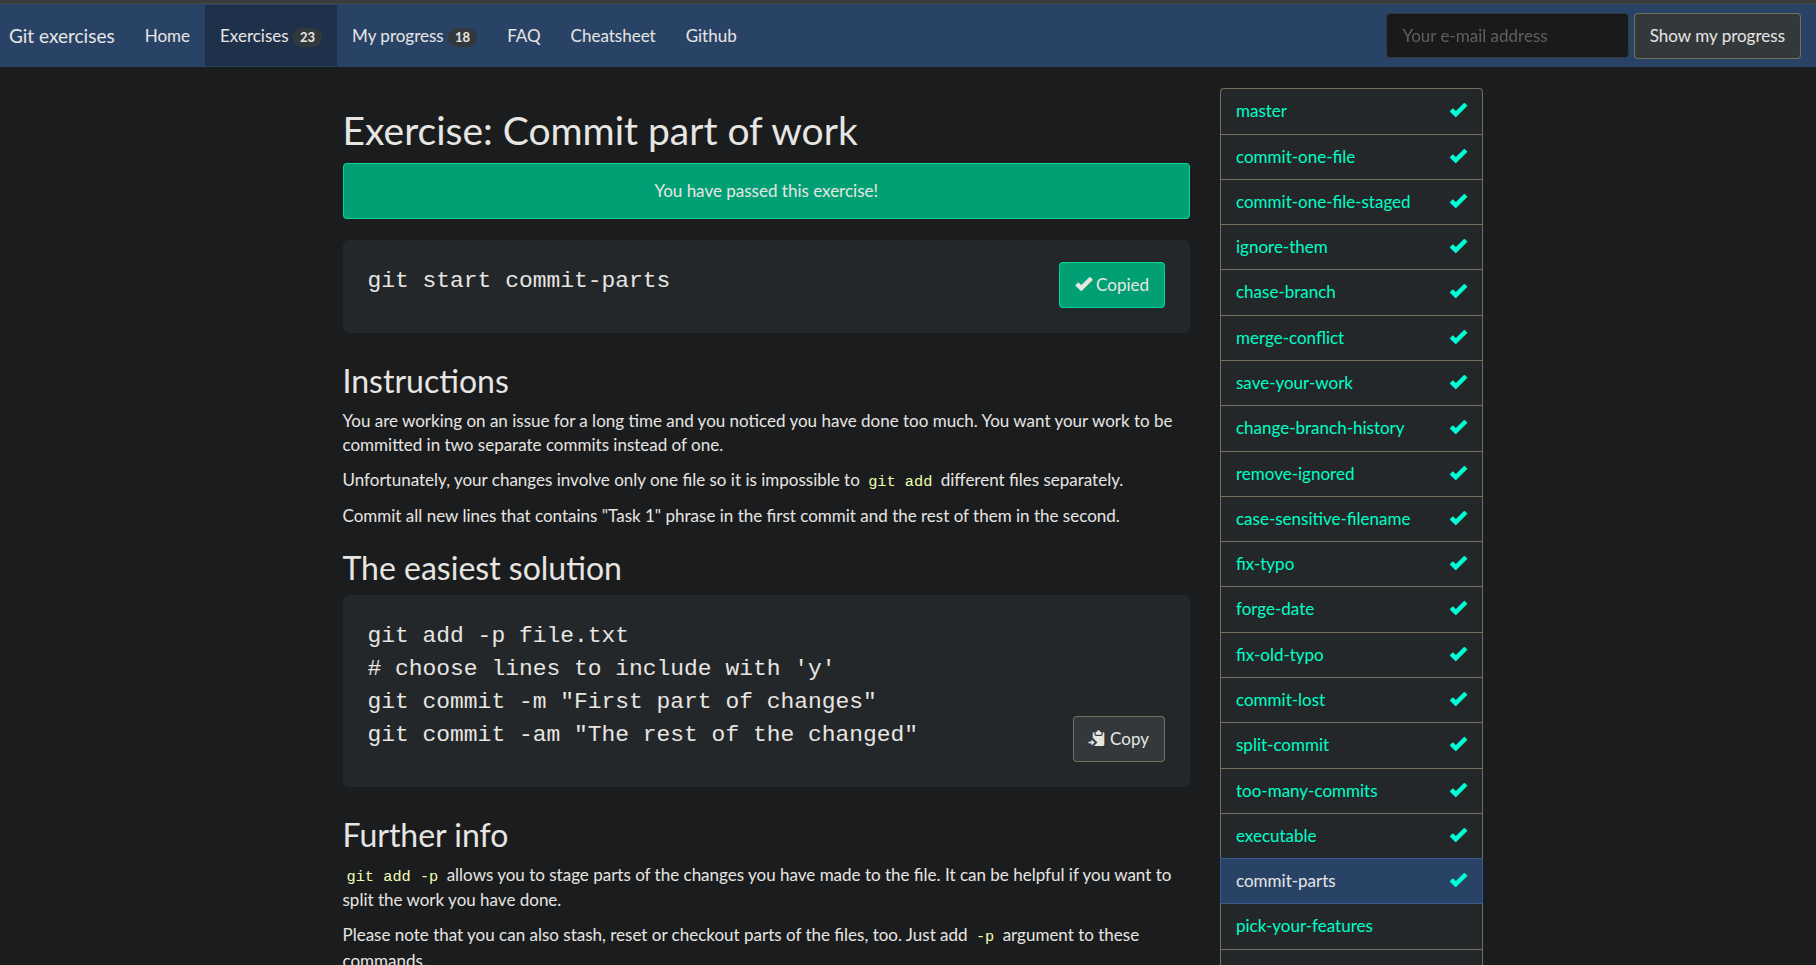 Git exercises Home Exercises 23 My progress 18 FAQ Cheatsheet Github Your e-mail address Show my progress
Exercise: Commit part of work
You have passed this exercise!
git start commit-parts
Copied
Instructions
You are working on an issue for a long time and you noticed you have done too much. You want your work to be
committed in two separate commits instead of one.
Unfortunately, your changes involve only one file so it is impossible to git add different files separately.
Commit all new lines that contains "Task 1" phrase in the first commit and the rest of them in the second.
The easiest solution
git add -p file.txt
# choose lines to include with 'y'
git commit -m "First part of changes"
git commit -am "The rest of the changed"
Copy
Further info
git add -p allows you to stage parts of the changes you have made to the file. It can be helpful if you want to
split the work you have done.
Please note that you can also stash, reset or checkout parts of the files, too. Just add -p argument to these
commands.
master
commit-one-file
commit-one-file-staged
ignore-them
chase-branch
merge-conflict
save-your-work
change-branch-history
remove-ignored
case-sensitive-filename
fix-typo
forge-date
fix-old-typo
commit-lost
split-commit
too-many-commits
executable
commit-parts
pick-your-features